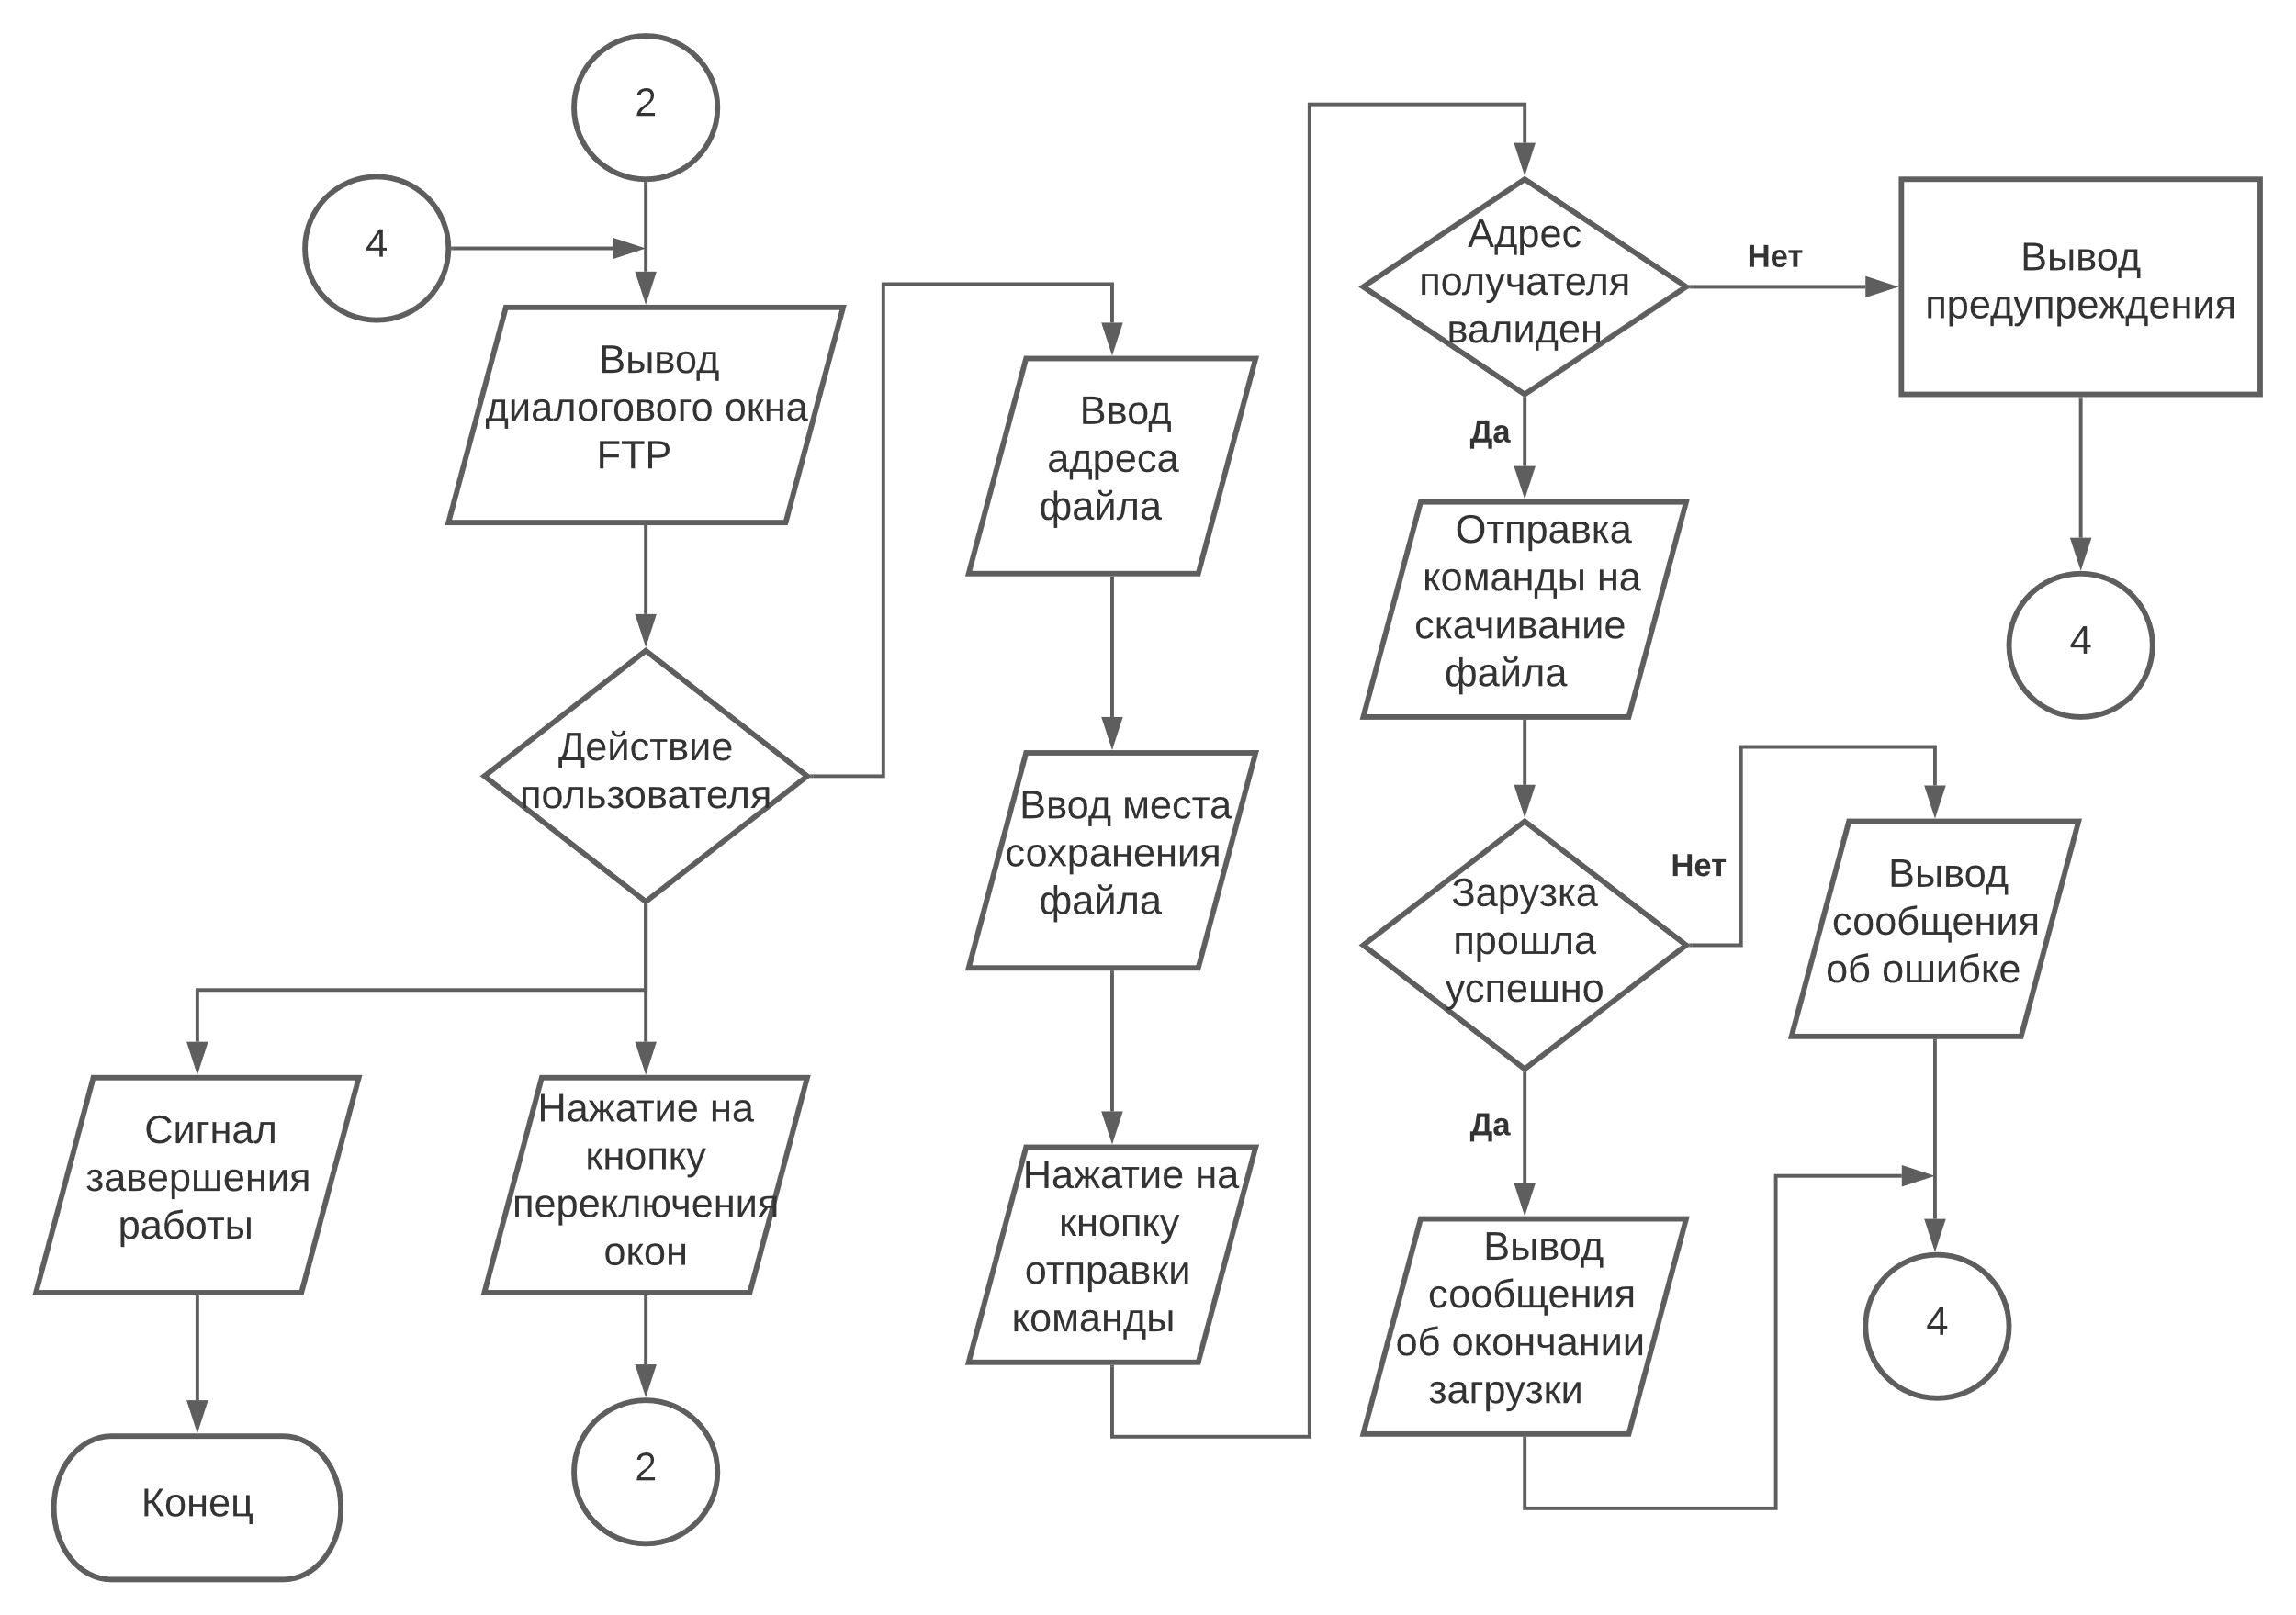 2
4
Вывод
диалогового окна
FTP
Действие
пользователя
Сигнал
завершения
работы
Конец
Нажатие на
кнопку
переключения
окон
2
Ввод
адреса
файла
Ввод места
сохранения
файла
Нажатие на
кнопку
отправки
команды
Адрес
получателя
валиден
Нет
Вывод
предупреждения
4
Да
Отправка
команды на
скачивание
файла
Зарузка
прошла
успешно
Нет
Вывод
сообщения
об ошибке
Да
Вывод
сообщения
об окончании
загрузки
4